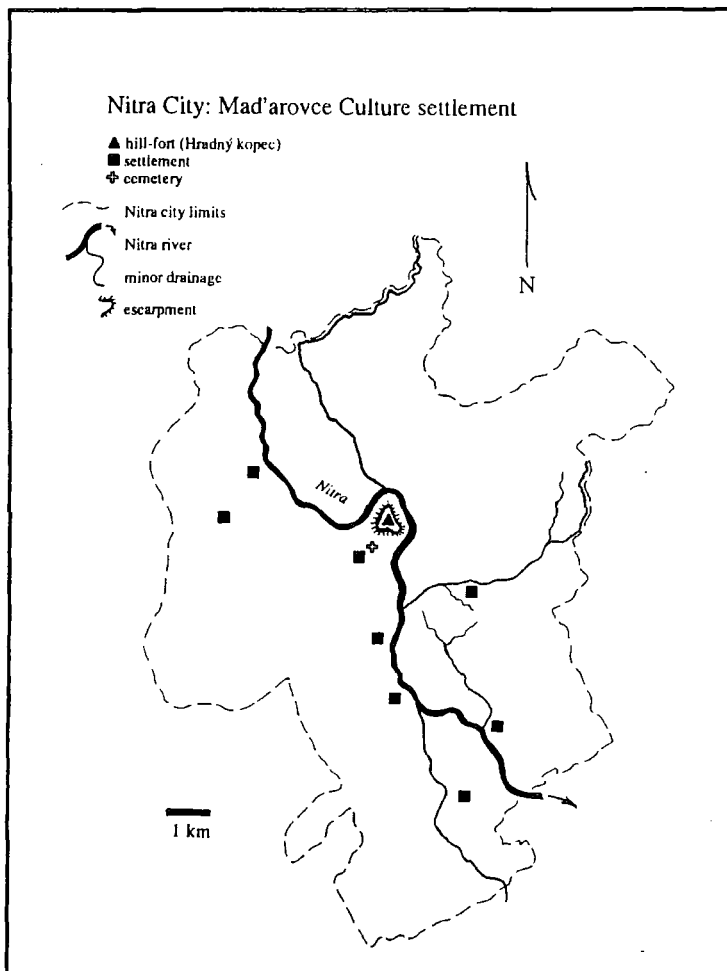 Nitra City: Mad'arovce Culture settlement
hill-fort (Hradný kopec)
settlement
cemetery
Nitra city limits
Nitra river
minor drainage
escarpment
N
Nitra
1 km